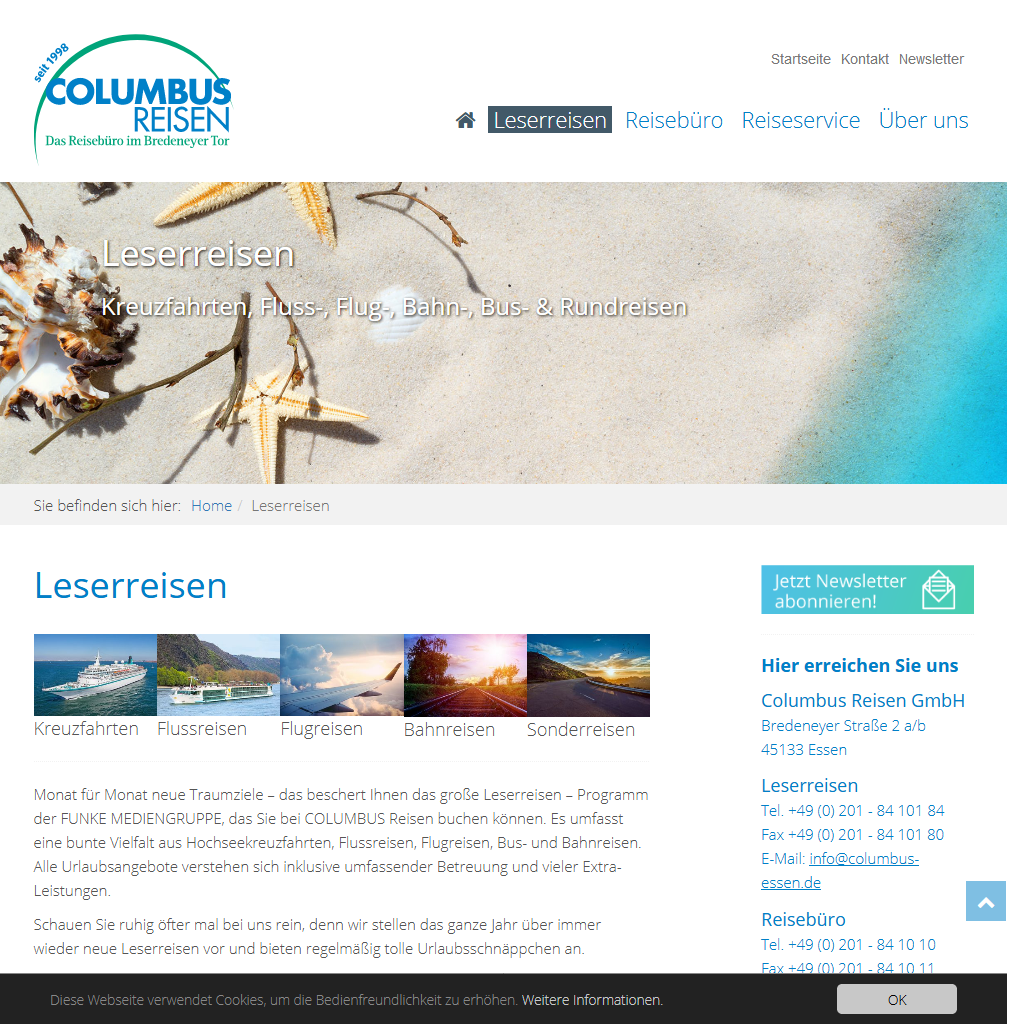 seit 1998
COLUMBUS
REISEN
Das Reisebüro im Bredeneyer Tor
Startseite Kontakt Newsletter
Leserreisen Reisebüro Reiseservice Über uns
Leserreisen
Kreuzfahrten, Fluss-, Flug-, Bahn-, Bus- & Rundreisen
Sie befinden sich hier: Home / Leserreisen
Leserreisen
Kreuzfahrten Flussreisen Flugreisen Bahnreisen Sonderreisen
Monat für Monat neue Traumziele – das beschert Ihnen das große Leserreisen – Programm
der FUNKE MEDIENGRUPPE, das Sie bei COLUMBUS Reisen buchen können. Es umfasst
eine bunte Vielfalt aus Hochseekreuzfahrten, Flussreisen, Flugreisen, Bus- und Bahnreisen.
Alle Urlaubsangebote verstehen sich inklusive umfassender Betreuung und vieler Extra-
Leistungen.
Schauen Sie ruhig öfter mal bei uns rein, denn wir stellen das ganze Jahr über immer
wieder neue Leserreisen vor und bieten regelmäßig tolle Urlaubsschnäppchen an.
Jetzt Newsletter
abonnieren!
Hier erreichen Sie uns
Columbus Reisen GmbH
Bredeneyer Straße 2 a/b
45133 Essen
Leserreisen
Tel. +49 (0) 201 - 84 101 84
Fax +49 (0) 201 - 84 101 80
E-Mail: info@columbus-
essen.de
Reisebüro
Tel. +49 (0) 201 - 84 10 10
Fax +49 (0) 201 - 84 10 11
Diese Webseite verwendet Cookies, um die Bedienfreundlichkeit zu erhöhen. Weitere Informationen.
OK